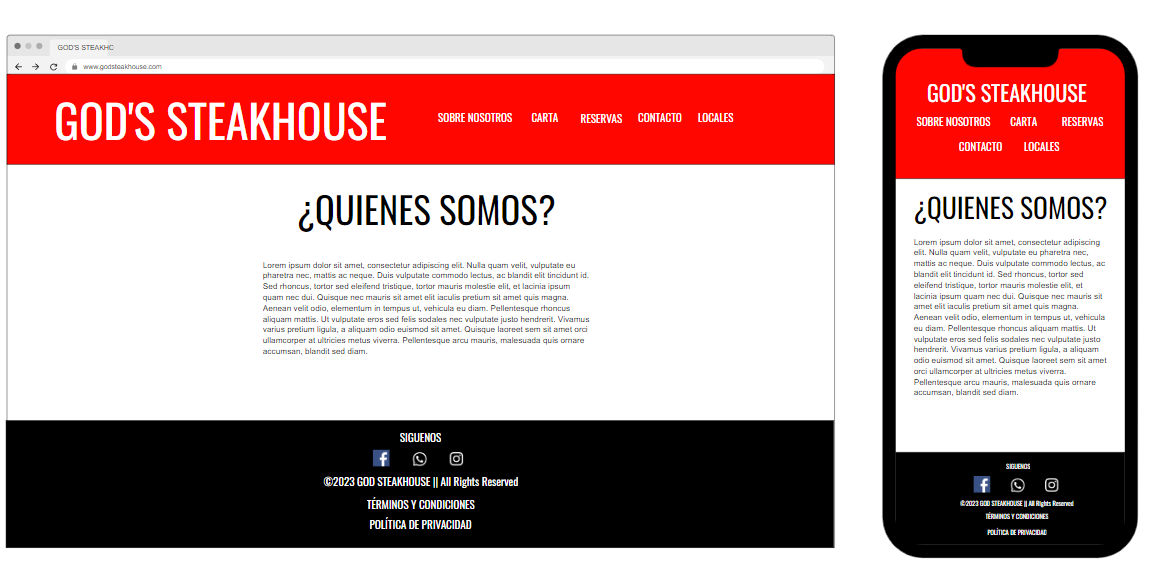 GOD'S STEAKHC
www.godsteakhouse.com
GOD'S STEAKHOUSE
SOBRE NOSOTROS CARTA RESERVAS CONTACTO LOCALES
¿QUIENES SOMOS?
Lorem ipsum dolor sit amet, consectetur adipiscing elit. Nulla quam velit, vulputate eu
pharetra nec, mattis ac neque. Duis vulputate commodo lectus, ac blandit elit tincidunt id.
Sed rhoncus, tortor sed eleifend tristique, tortor mauris molestie elit, et lacinia ipsum
quam nec dui. Quisque nec mauris sit amet elit iaculis pretium sit amet quis magna.
Aenean velit odio, elementum in tempus ut, vehicula eu diam. Pellentesque rhoncus
aliquam mattis. Ut vulputate eros sed felis sodales nec vulputate justo hendrerit. Vivamus
varius pretium ligula, a aliquam odio euismod sit amet. Quisque laoreet sem sit amet orci
ullamcorper at ultricies metus viverra. Pellentesque arcu mauris, malesuada quis ornare
accumsan, blandit sed diam.
SIGUENOS
©2023 GOD STEAKHOUSE || All Rights Reserved
TÉRMINOS Y CONDICIONES
POLÍTICA DE PRIVACIDAD
GOD'S STEAKHOUSE
SOBRE NOSOTROS CARTA RESERVAS
CONTACTO LOCALES
¿QUIENES SOMOS?
Lorem ipsum dolor sit amet, consectetur adipiscing
elit. Nulla quam velit, vulputate eu pharetra nec,
mattis ac neque. Duis vulputate commodo lectus, ac
blandit elit tincidunt id. Sed rhoncus, tortor sed
eleifend tristique, tortor mauris molestie elit, et
lacinia ipsum quam nec dui. Quisque nec mauris sit
amet elit iaculis pretium sit amet quis magna.
Aenean velit odio, elementum in tempus ut, vehicula
eu diam. Pellentesque rhoncus aliquam mattis. Ut
vulputate eros sed felis sodales nec vulputate justo
hendrerit. Vivamus varius pretium ligula, a aliquam
odio euismod sit amet. Quisque laoreet sem sit amet
orci ullamcorper at ultricies metus viverra.
Pellentesque arcu mauris, malesuada quis ornare
accumsan, blandit sed diam.
SIGUENOS
©2023 GOD STEAKHOUSE || All Rights Reserved
TÉRMINOS Y CONDICIONES
POLÍTICA DE PRIVACIDAD